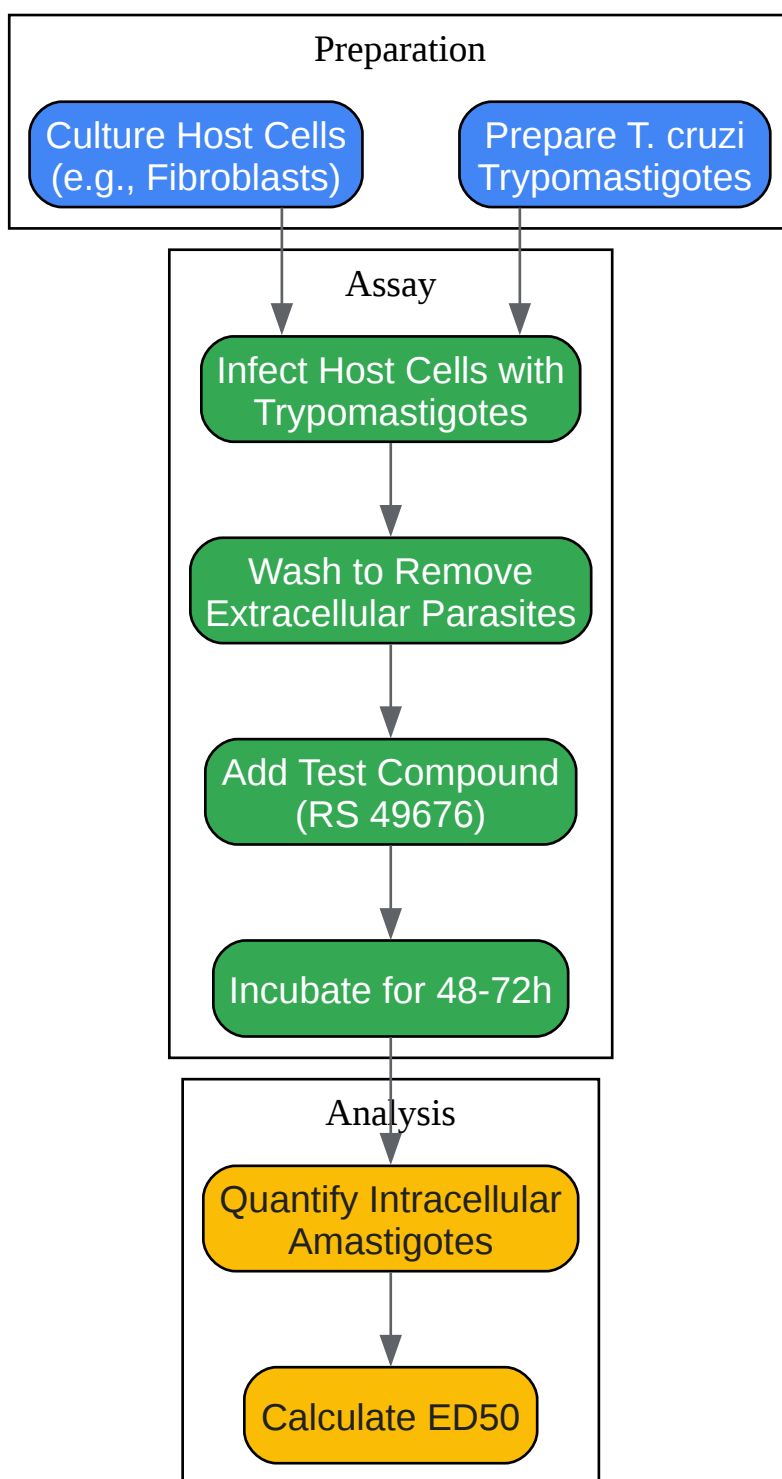 Preparation
Culture Host Cells
(e.g., Fibroblasts)
Prepare T. cruzi
Trypomastigotes
Assay
Infect Host Cells with
Trypomastigotes
Wash to Remove
Extracellular Parasites
Add Test Compound
(RS 49676)
Incubate for 48-72h
Analysis
Quantify Intracellular
Amastigotes
Calculate ED50